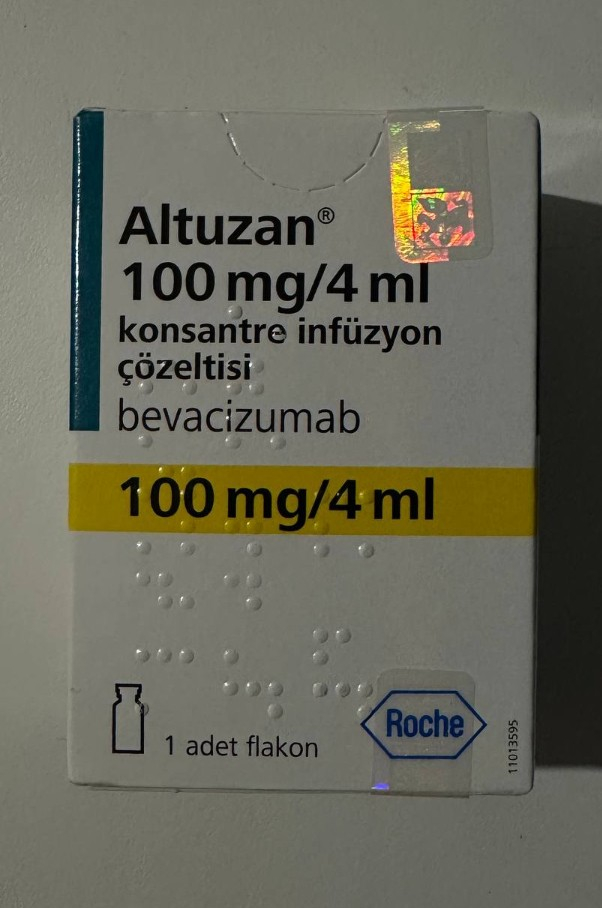 Altuzan®
100 mg/4 ml
konsantre infüzyon
çözeltisi
bevacizumab
100 mg/4 ml
1 adet flakon
Roche
11013595